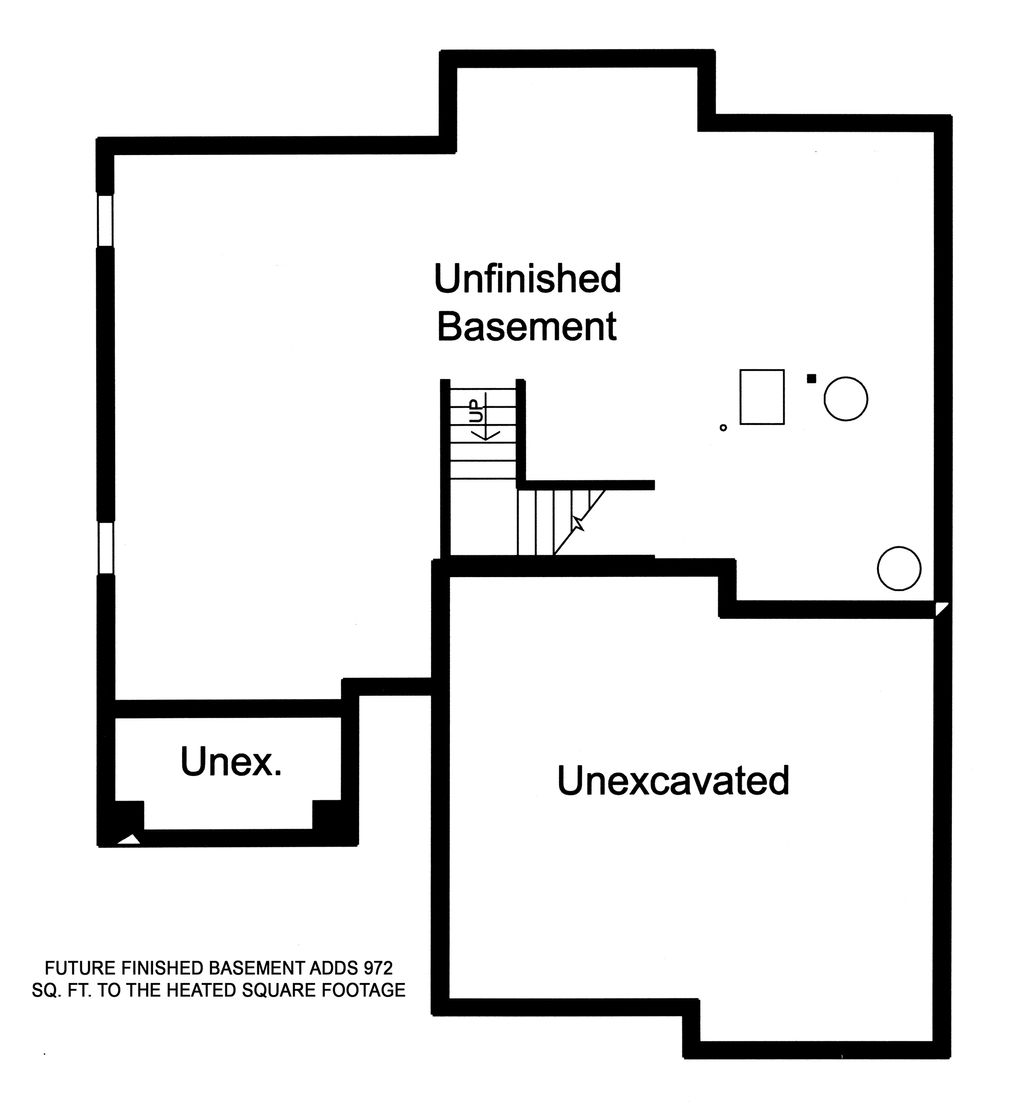 Unfinished
Basement
UP
Unex.
Unexcavated
FUTURE FINISHED BASEMENT ADDS 972
SQ. FT. TO THE HEATED SQUARE FOOTAGE